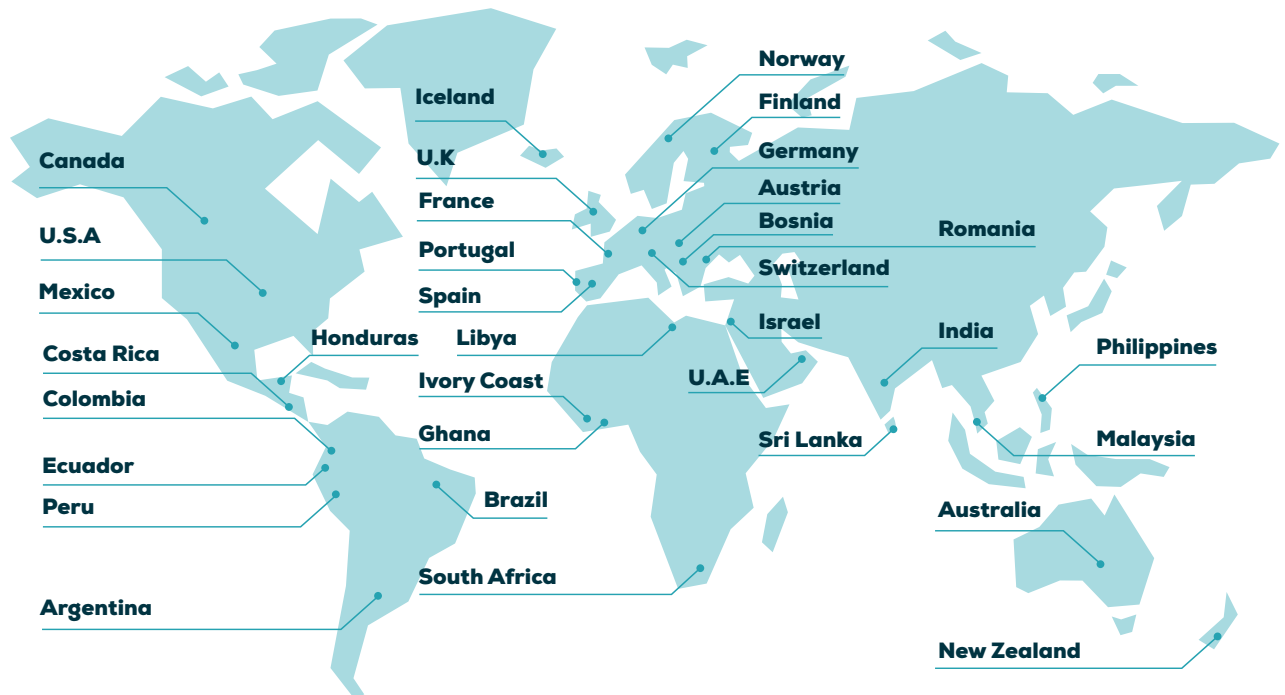 Norway
Iceland
Finland
U.K
Germany
Canada
Austria
France
Bosnia
Romania
U.S.A
Portugal
Switzerland
Mexico
Spain
Israel
India
Honduras
Libya
Philippines
Costa Rica
Ivory Coast
U.A.E
Colombia
Ghana
Sri Lanka
Malaysia
Ecuador
Brazil
Peru
Australia
South Africa
Argentina
New Zealand